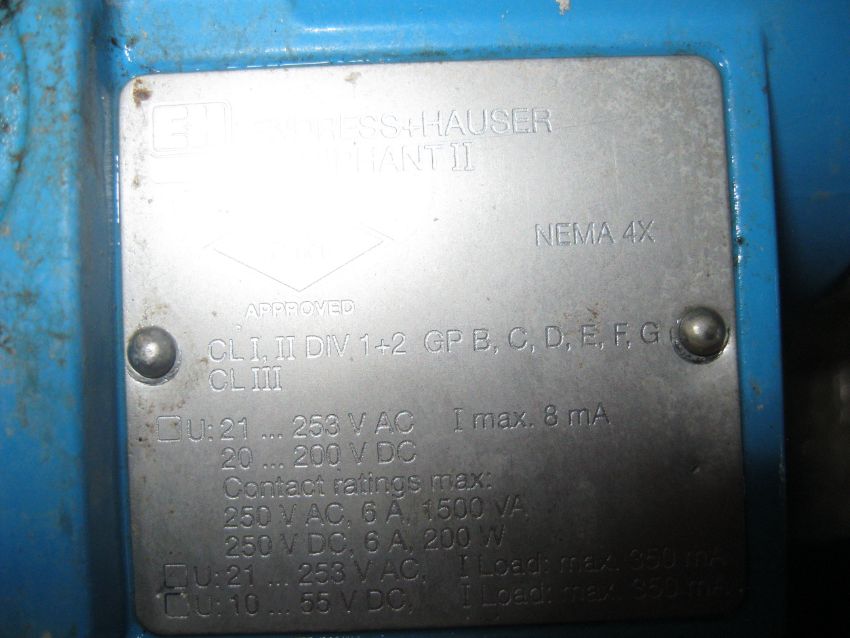 EH ENDRESS+HAUSER
II
NEMA 4X
APPROVED
CL I, II DIV 1+2 GP B, C, D, E, F, G
CL III
U: 21 ... 253 V AC I max. 8 mA
20 ... 200 V DC
Contact ratings max:
250 V AC, 6 A, 1500 VA
250 V DC, 6 A, 200 W
U: 21 ... 253 V AC, I Load: max. 350 mA
U: 10 ... 55 V DC, I Load: max. 350 mA